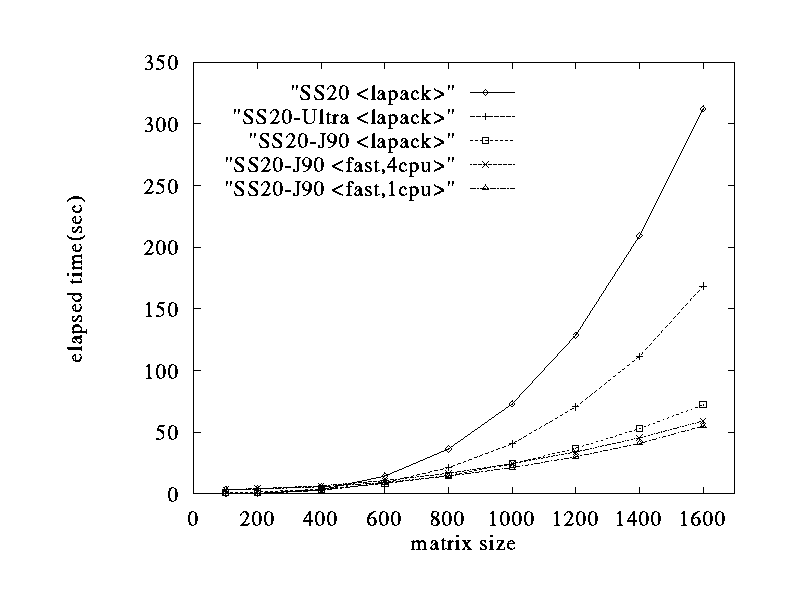 350
300
250
200
150
100
50
0
"SS20 <lapack>"
"SS20-Ultra <lapack>"
"SS20-J90 <lapack>"
"SS20-J90 <fast,4cpu>"
"SS20-J90 <fast,1cpu>"
elapsed time(sec)
0 200 400 600 800 1000 1200 1400 1600
matrix size